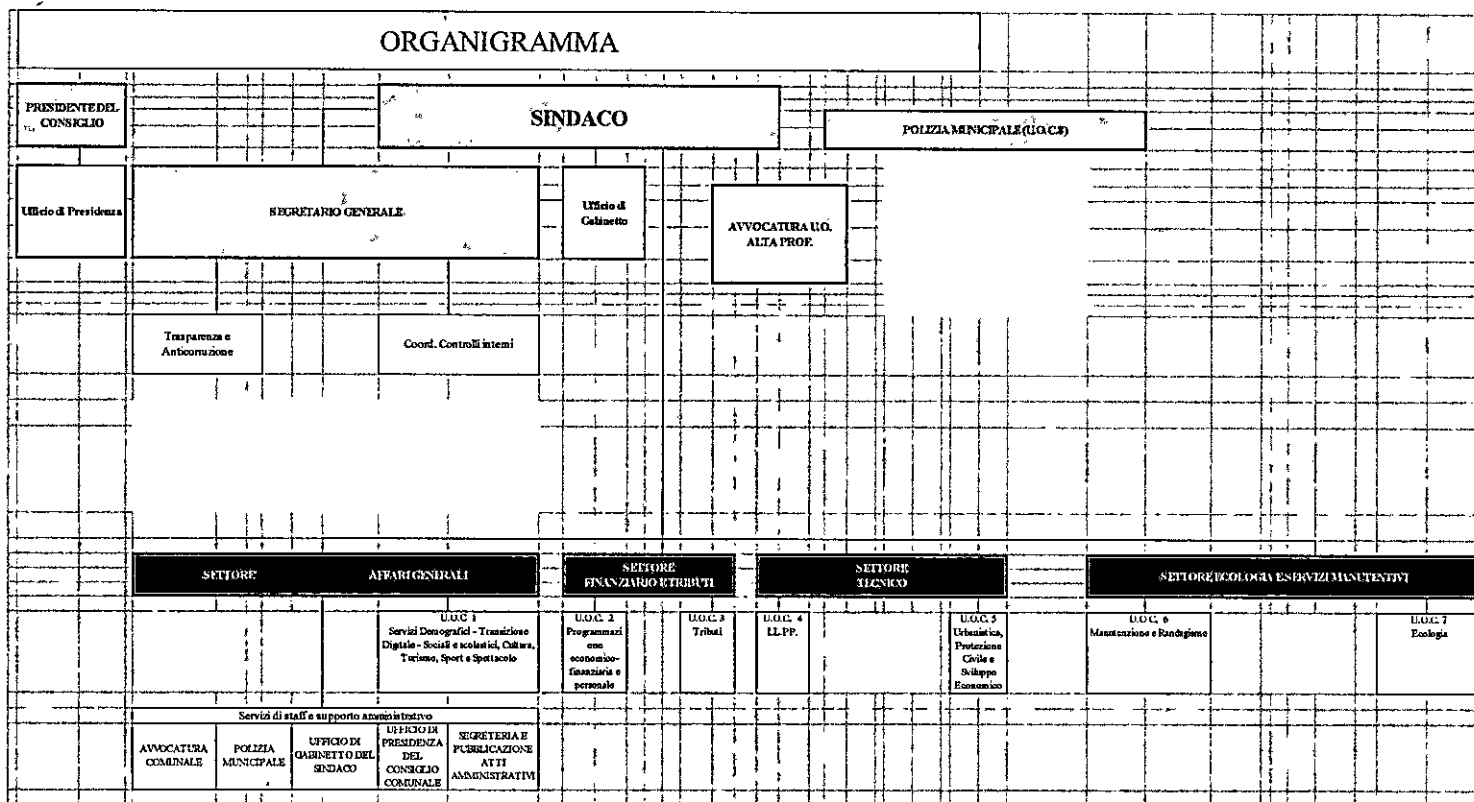 ORGANIGRAMMA
PRESIDENTE DEL
CONSIGLIO
SINDACO
POLIZIA MUNICIPALE (U.O.C.8)
Ufficio di Presidenza
SEGRETARIO GENERALE
Ufficio di
Gabinetto
AVVOCATURA U.O.
ALTA PROF.
Trasparenza e
Anticorruzione
Coord. Controlli interni
SETTORE AFFARI GENERALI
SETTORE
FINANZIARIO E TRIBUTI
SETTORE
TECNICO
SETTORE ECOLOGIA E SERVIZI MANUTENTIVI
U.O.C. 1
Servizi Demografici - Transizione
Digitale - Sociali e scolastici, Cultura,
Turismo, Sport e Spettacolo
U.O.C. 2
Programmazi
one
economico-
finanziaria e
personale
U.O.C. 3
Tributi
U.O.C. 4
LL.PP.
U.O.C. 5
Urbanistica,
Protezione
Civile e
Sviluppo
Economico
U.O.C. 6
Manutenzione e Randagismo
U.O.C. 7
Ecologia
Servizi di staff e supporto amministrativo
AVVOCATURA
COMUNALE
POLIZIA
MUNICIPALE
UFFICIO DI
GABINETTO DEL
SINDACO
UFFICIO DI
PRESIDENZA
DEL
CONSIGLIO
COMUNALE
SEGRETERIA E
PUBBLICAZIONE
ATTI
AMMINISTRATIVI